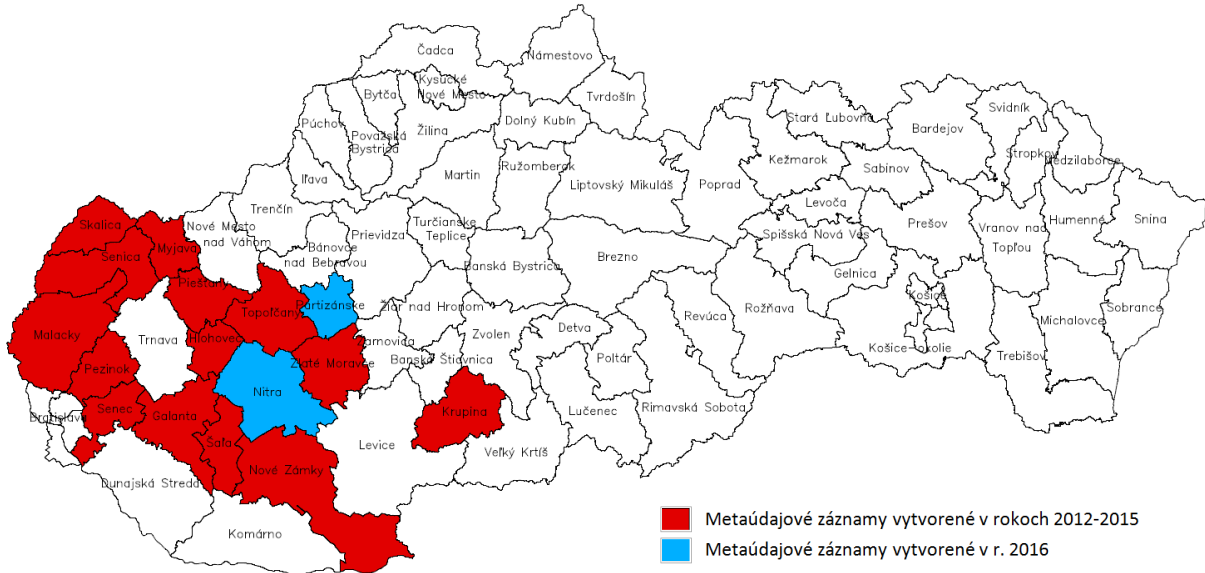 Čadca
Námestovo
Kysucké
Nové Mesto
Bytča
Tvrdošín
Svidník
Stará Ľubovňa
Púchov
Považská
Bystrica
Žilina
Dolný Kubín
Bardejov
Stropkov
Medzilaborce
Kežmarok
Sabinov
Ružomberok
Martin
Ilava
Liptovský Mikuláš
Poprad
Levoča
Trenčín
Skalica
Nové Mesto
nad Váhom
Myjava
Turčianske
Teplice
Prievidza
Prešov
Vranov nad
Topľou
Humenné
Snina
Spišská Nová Ves
Bánovce
nad Bebravou
Senica
Banská Bystrica
Brezno
Gelnica
Pieštany
Partizánske
Žiar nad Hronom
Topoľčany
Košice
Rožňava
Sobrance
Revúca
Michalovce
Malacky
Trnava
Hlohovec
Žarnovica
Zvolen
Detva
Košice-okolie
Zlaté Moravce
Banská Štiavnica
Poltár
Trebišov
Pezinok
Nitra
Krupina
Lučenec
Rimavská Sobota
Bratislava
Senec
Galanta
Šaľa
Levice
Veľký Krtíš
Nové Zámky
Dunajská Streda
Komárno
Metaúdajové záznamy vytvorené v rokoch 2012-2015
Metaúdajové záznamy vytvorené v r. 2016